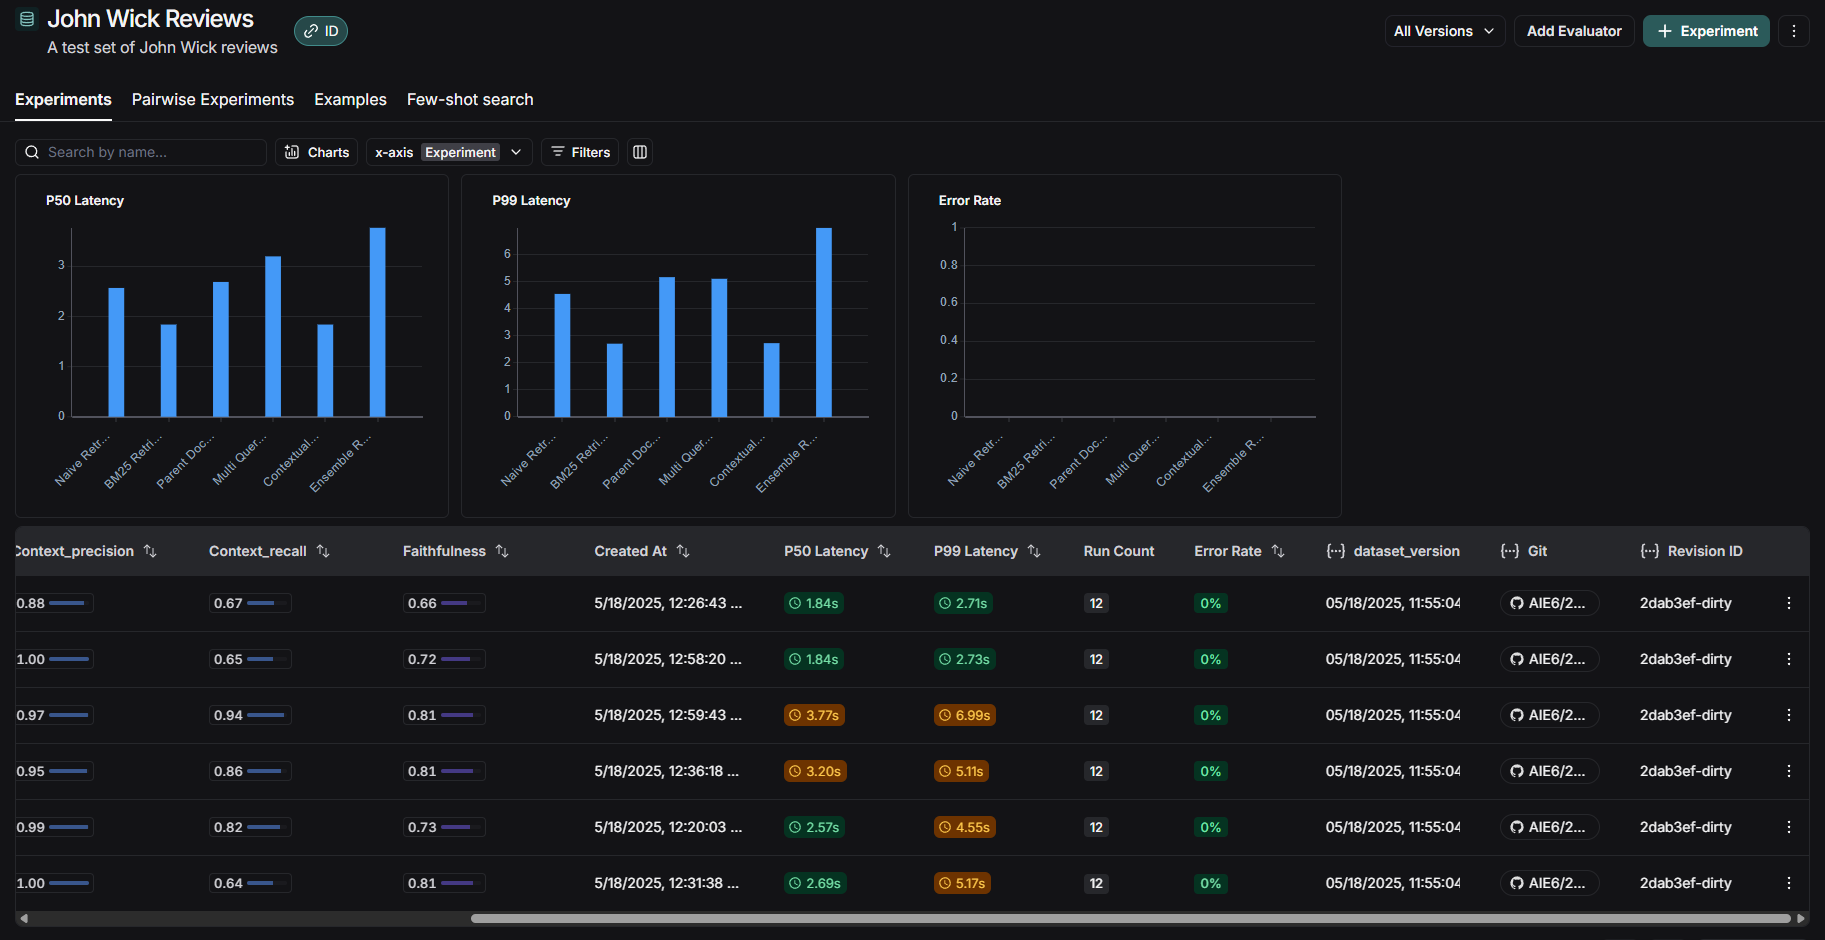 John Wick Reviews
A test set of John Wick reviews
ID
All Versions
Add Evaluator
+ Experiment
Experiments Pairwise Experiments Examples Few-shot search
Search by name...
Charts
x-axis Experiment
Filters
P50 Latency
3
2
1
0
Naive Retr...
BM25 Retri...
Parent Doc...
Multi Quer...
Contextual...
Ensemble R...
P99 Latency
6
5
4
3
2
1
0
Naive Retr...
BM25 Retri...
Parent Doc...
Multi Quer...
Contextual...
Ensemble R...
Error Rate
1
0.8
0.6
0.4
0.2
0
Naive Retr...
BM25 Retri...
Parent Doc...
Multi Quer...
Contextual...
Ensemble R...
Context_precision Context_recall Faithfulness Created At P50 Latency P99 Latency Run Count Error Rate {···} dataset_version {···} Git {···} Revision ID
0.88 0.67 0.66 5/18/2025, 12:26:43 ... 1.84s 2.71s 12 0% 05/18/2025, 11:55:04 AIE6/2... 2dab3ef-dirty
1.00 0.65 0.72 5/18/2025, 12:58:20 ... 1.84s 2.73s 12 0% 05/18/2025, 11:55:04 AIE6/2... 2dab3ef-dirty
0.97 0.94 0.81 5/18/2025, 12:59:43 ... 3.77s 6.99s 12 0% 05/18/2025, 11:55:04 AIE6/2... 2dab3ef-dirty
0.95 0.86 0.81 5/18/2025, 12:36:18 ... 3.20s 5.11s 12 0% 05/18/2025, 11:55:04 AIE6/2... 2dab3ef-dirty
0.99 0.82 0.73 5/18/2025, 12:20:03 ... 2.57s 4.55s 12 0% 05/18/2025, 11:55:04 AIE6/2... 2dab3ef-dirty
1.00 0.64 0.81 5/18/2025, 12:31:38 ... 2.69s 5.17s 12 0% 05/18/2025, 11:55:04 AIE6/2... 2dab3ef-dirty